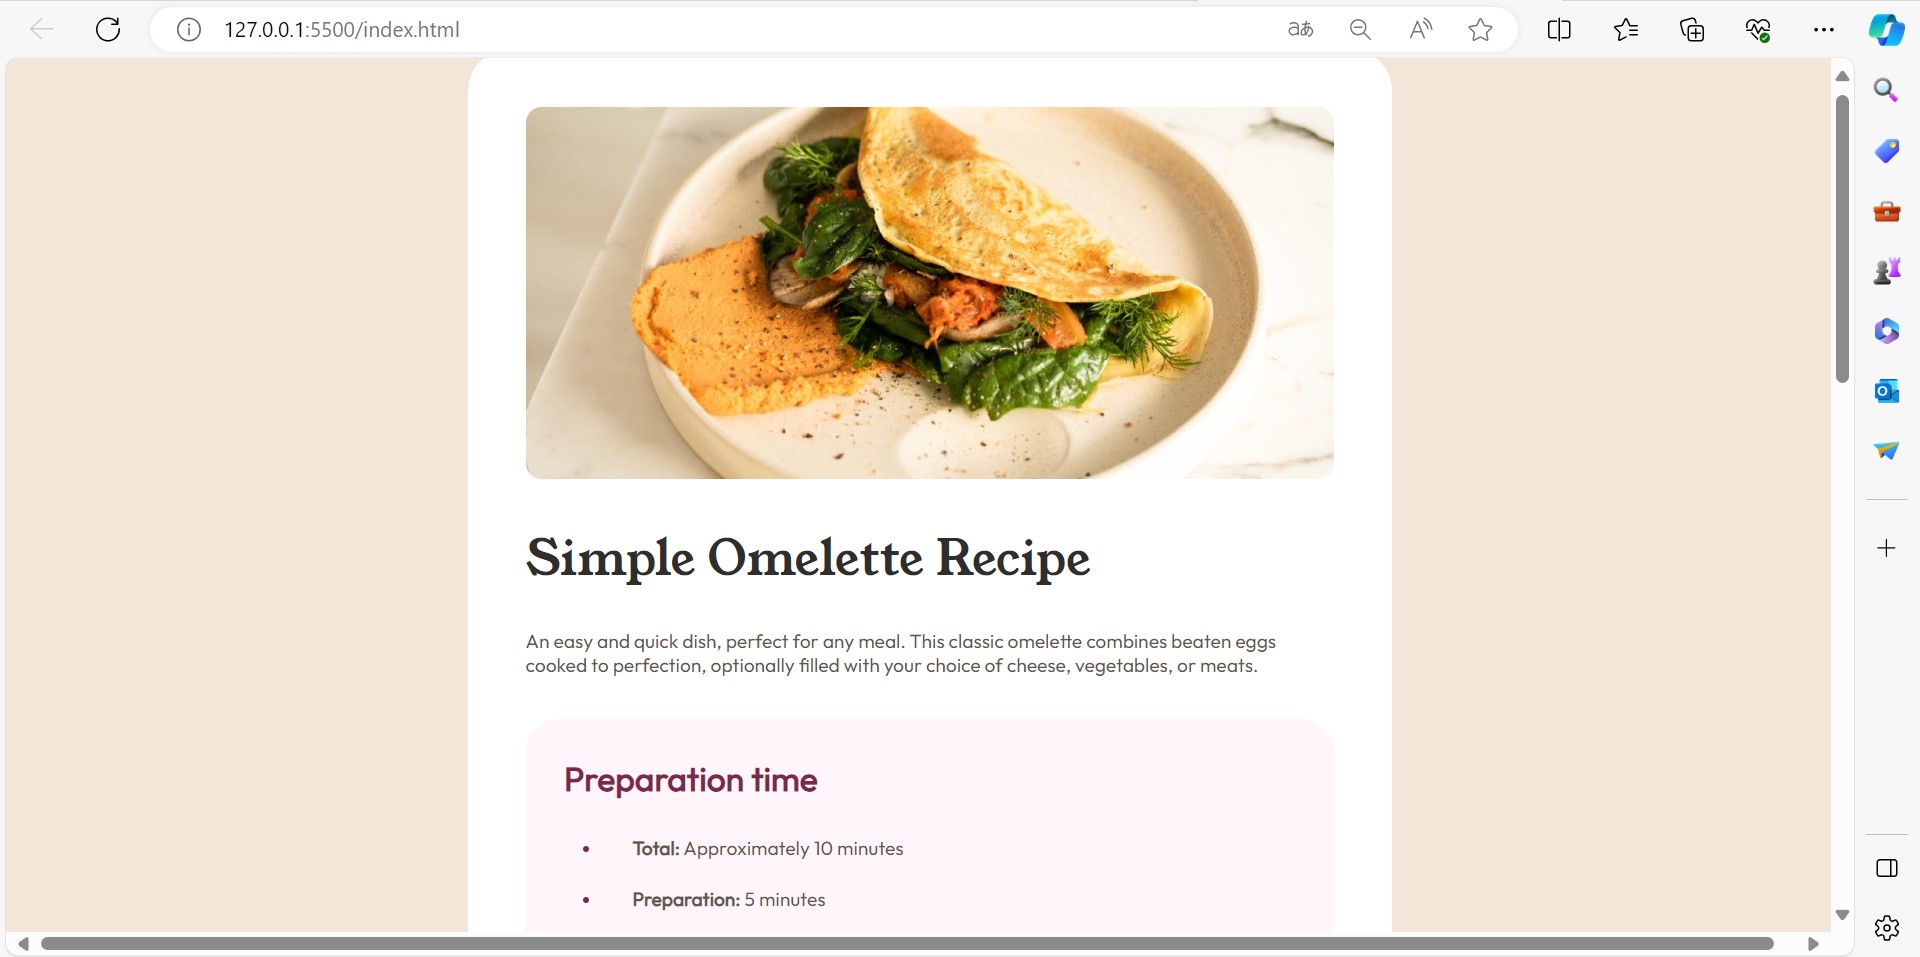 127.0.0.1:5500/index.html
aあ
A
Simple Omelette Recipe
An easy and quick dish, perfect for any meal. This classic omelette combines beaten eggs
cooked to perfection, optionally filled with your choice of cheese, vegetables, or meats.
Preparation time
• Total: Approximately 10 minutes
• Preparation: 5 minutes